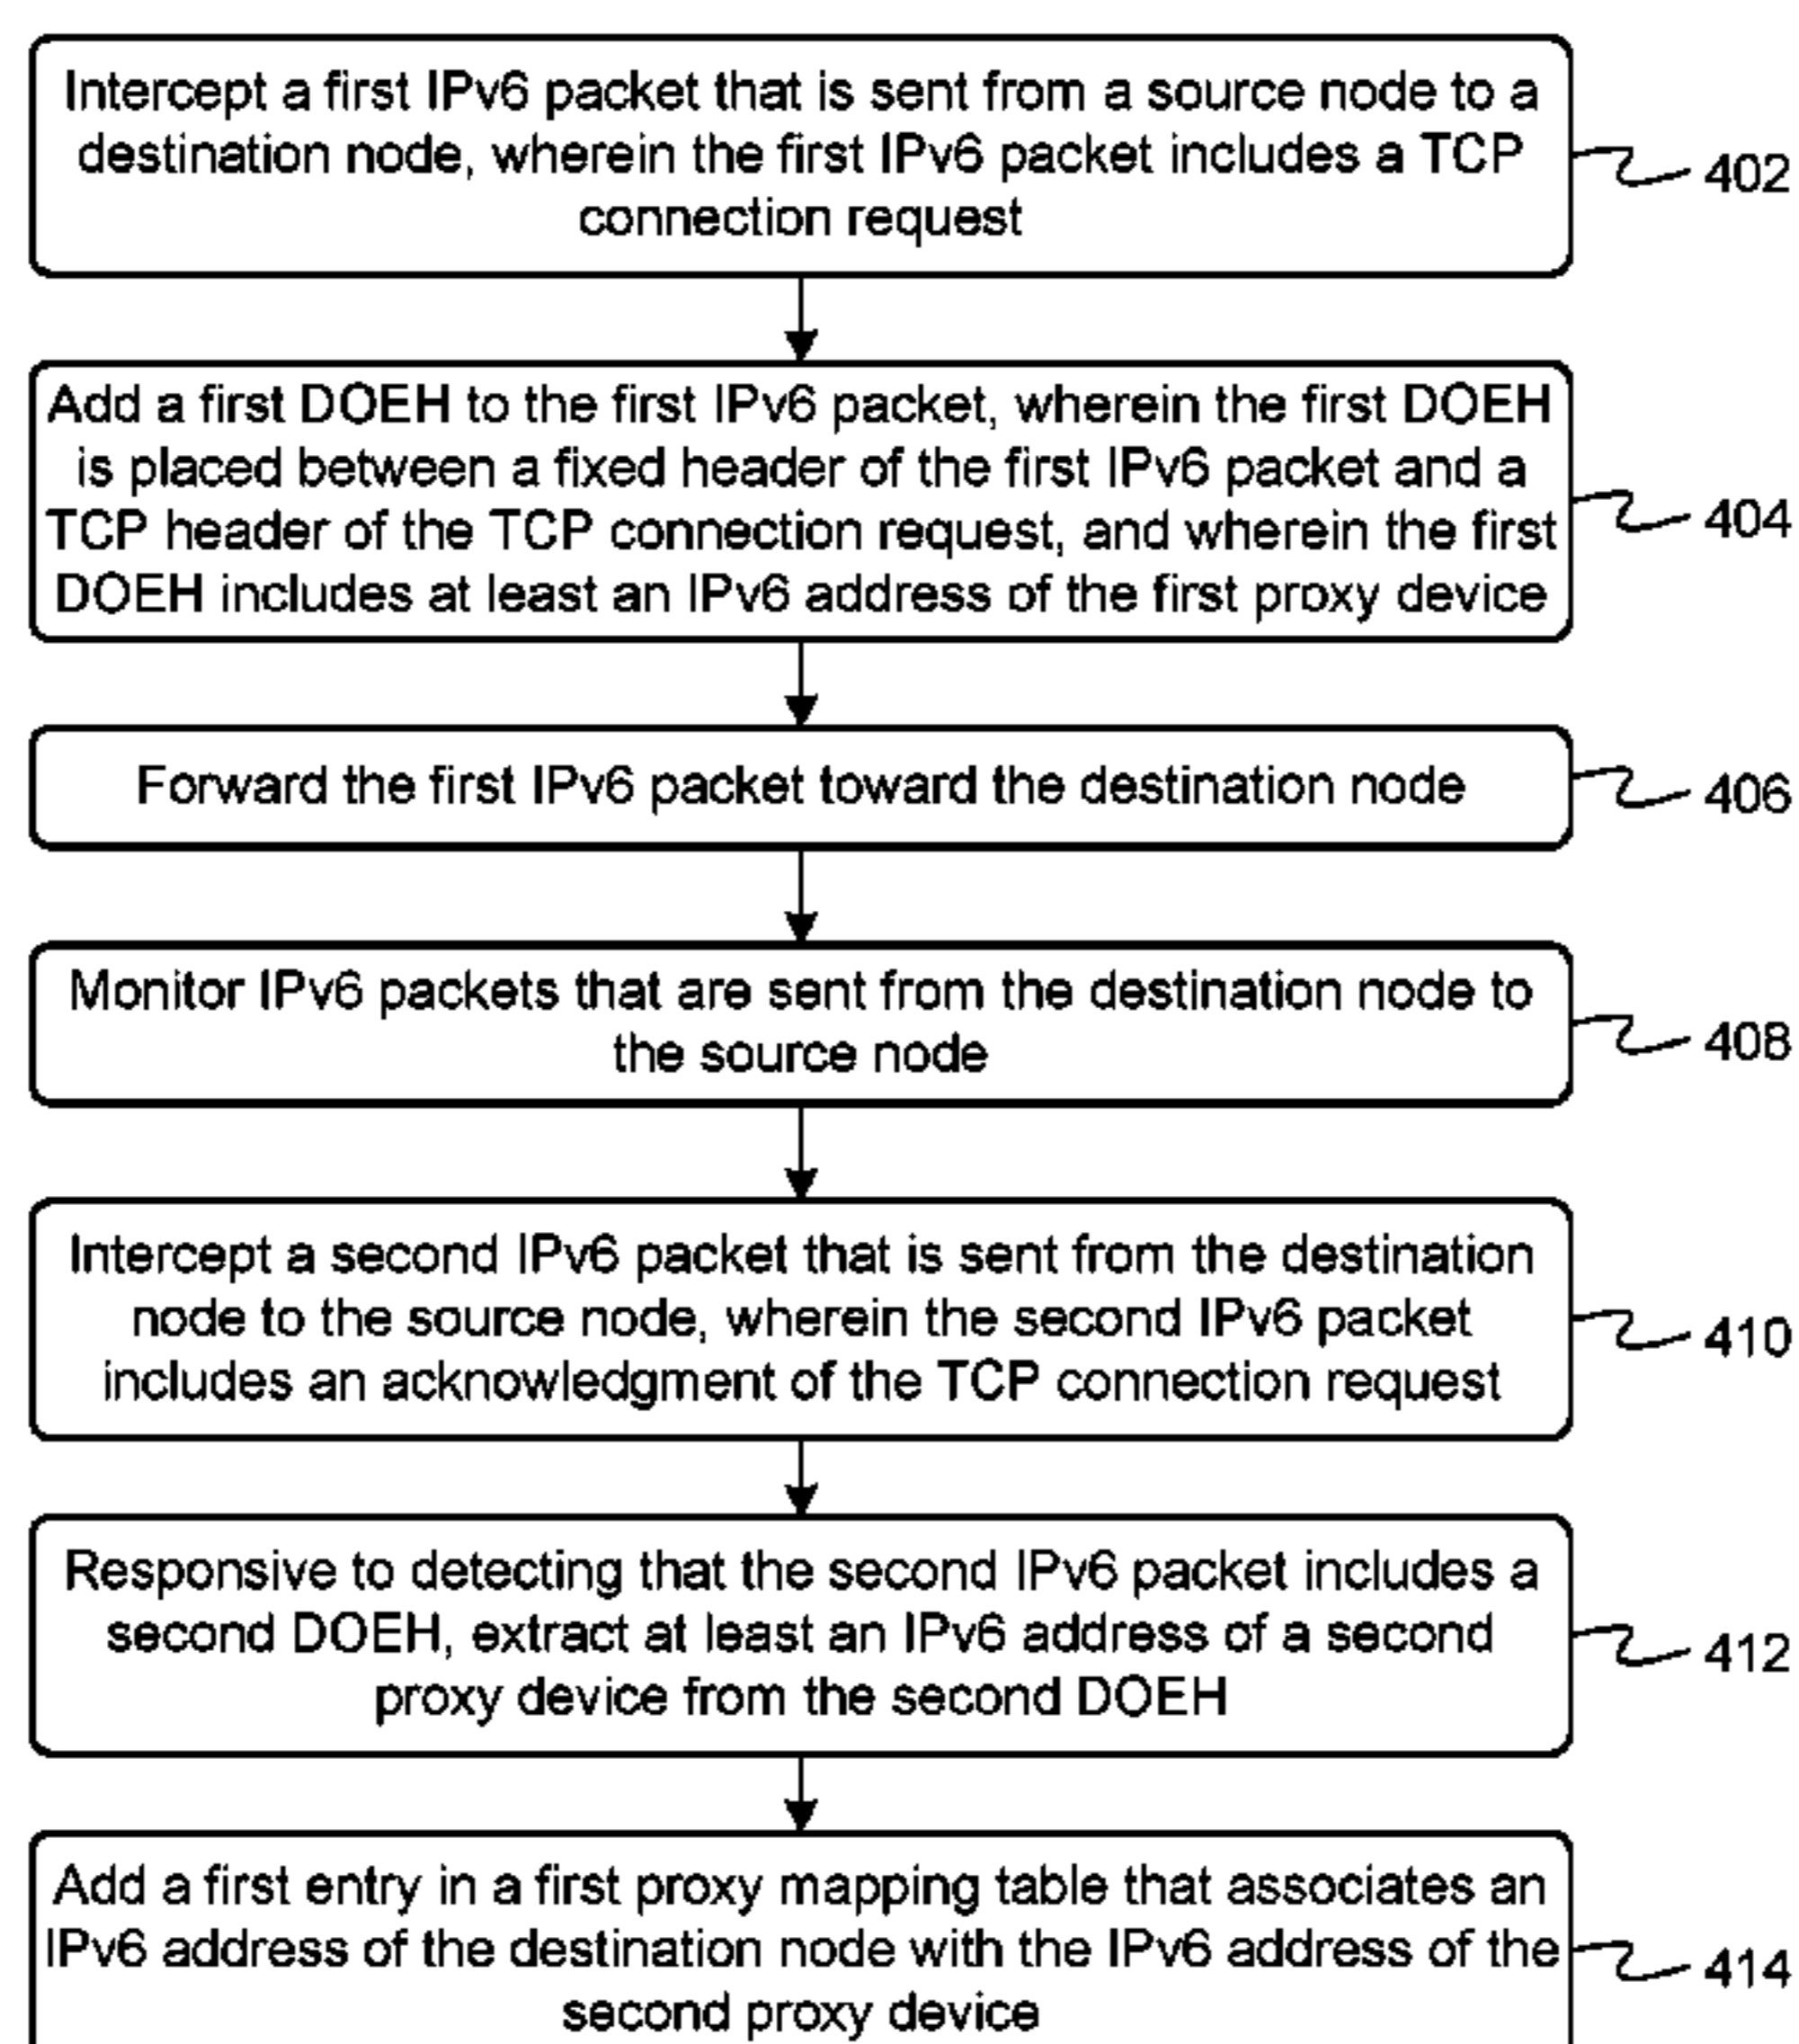 Intercept a first IPv6 packet that is sent from a source node to a
destination node, wherein the first IPv6 packet includes a TCP
connection request
402
Add a first DOEH to the first IPv6 packet, wherein the first DOEH
is placed between a fixed header of the first IPv6 packet and a
TCP header of the TCP connection request, and wherein the first
DOEH includes at least an IPv6 address of the first proxy device
404
Forward the first IPv6 packet toward the destination node
406
Monitor IPv6 packets that are sent from the destination node to
the source node
408
Intercept a second IPv6 packet that is sent from the destination
node to the source node, wherein the second IPv6 packet
includes an acknowledgment of the TCP connection request
410
Responsive to detecting that the second IPv6 packet includes a
second DOEH, extract at least an IPv6 address of a second
proxy device from the second DOEH
412
Add a first entry in a first proxy mapping table that associates an
IPv6 address of the destination node with the IPv6 address of the
second proxy device
414